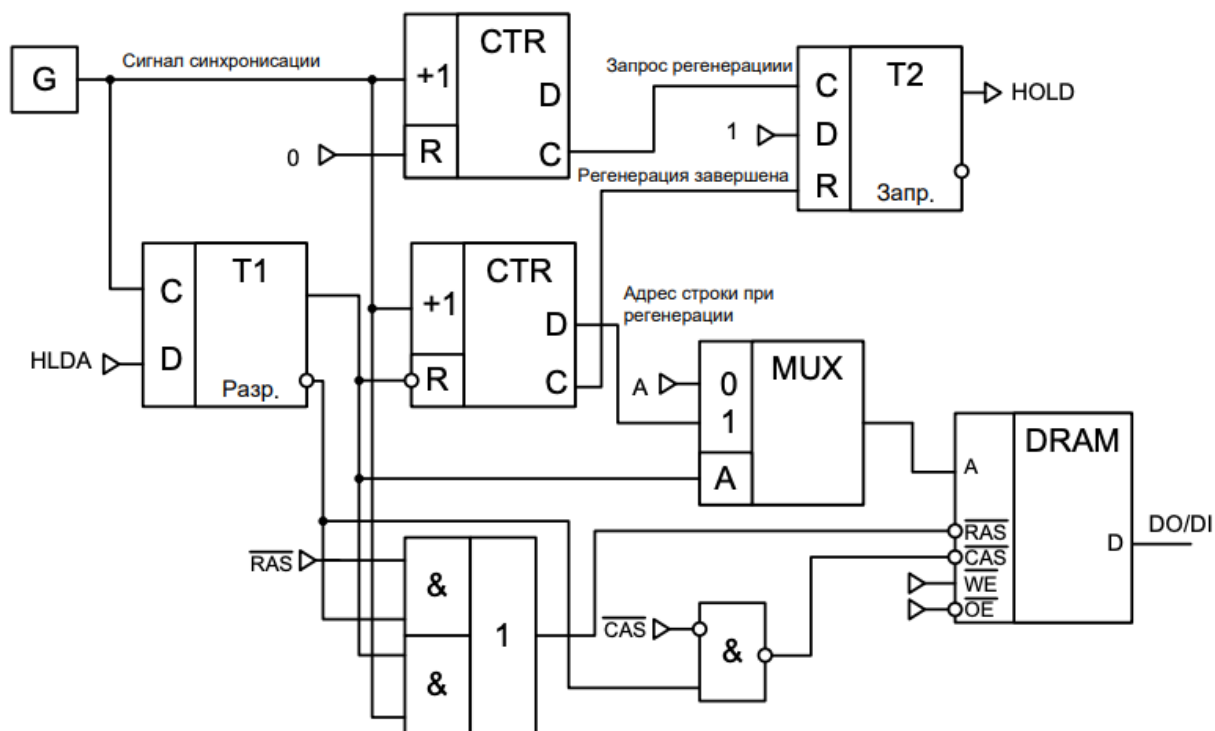 G
Сигнал синхронисации
+1
R
CTR
D
C
0
Запрос регенерациии
1
Регенерация завершена
C
D
R
T2
Запр.
HOLD
HLDA
C
D
T1
Разр.
+1
R
CTR
D
C
Адрес строки при
регенерации
A
0
1
A
MUX
RAS
&
&
1
CAS
&
A
RAS
CAS
WE
OE
DRAM
D
DO/DI